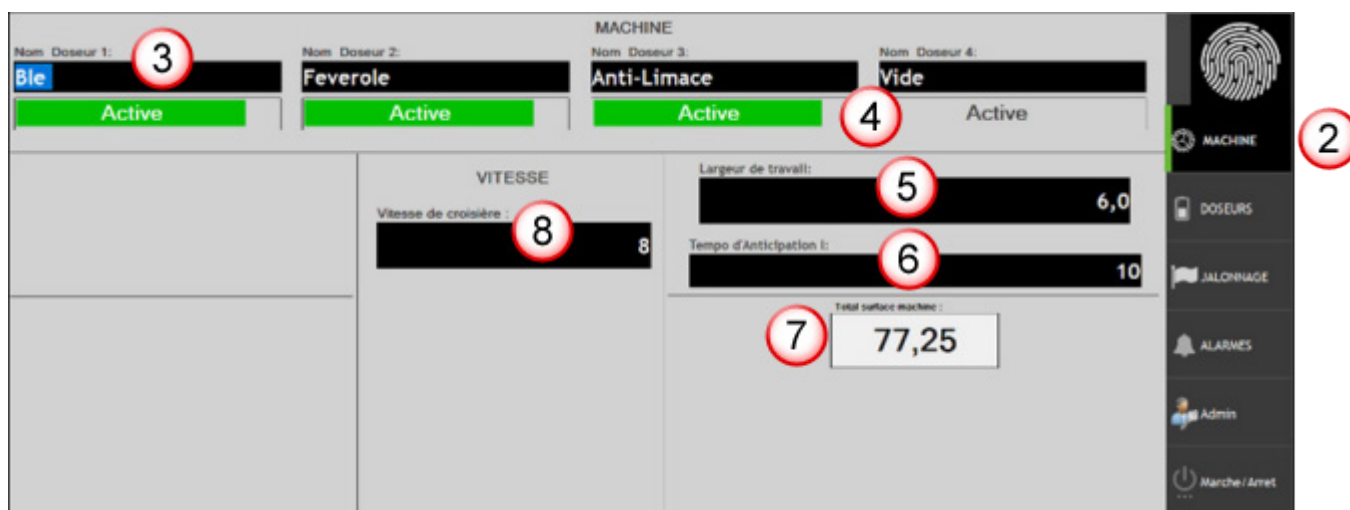 MACHINE
Nom Doseur 1: Nom Doseur 2: Nom Doseur 3: Nom Doseur 4:
3
Ble Feverole Anti-Limace Vide
Active Active Active Active
4
MACHINE
2
VITESSE
Largeur de travail:
5
6,0
DOSEURS
Vitesse de croisière :
8
8
Tempo d'Anticipation I:
6
10
JALONNAGE
Total surface machine :
7
77,25
ALARMES
Admin
Marche/Arret